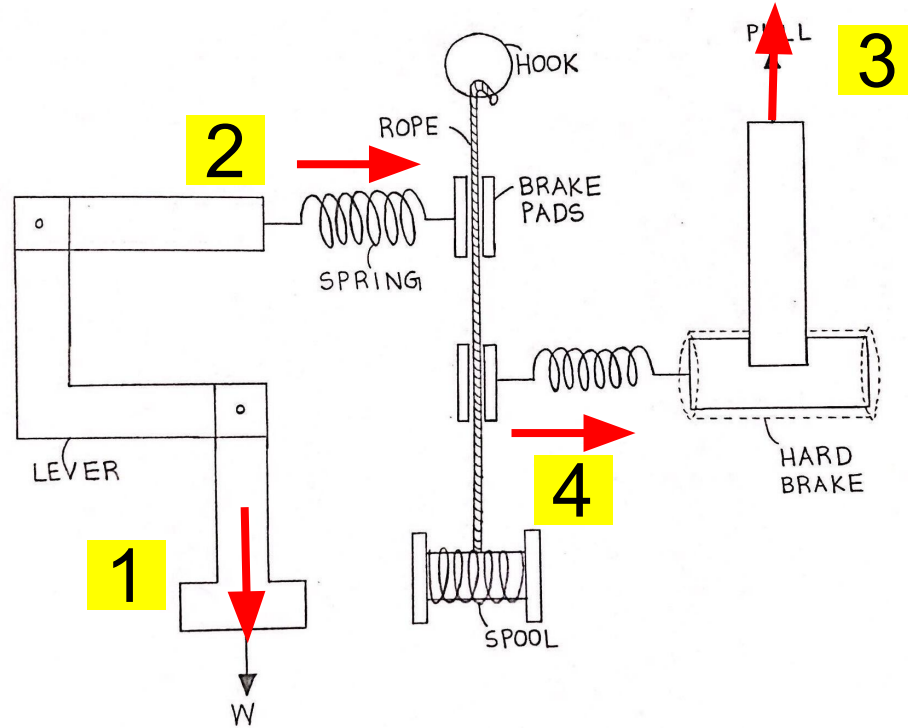 PULL
3
HOOK
ROPE
2
BRAKE
PADS
SPRING
LEVER
HARD
BRAKE
4
1
SPOOL
W